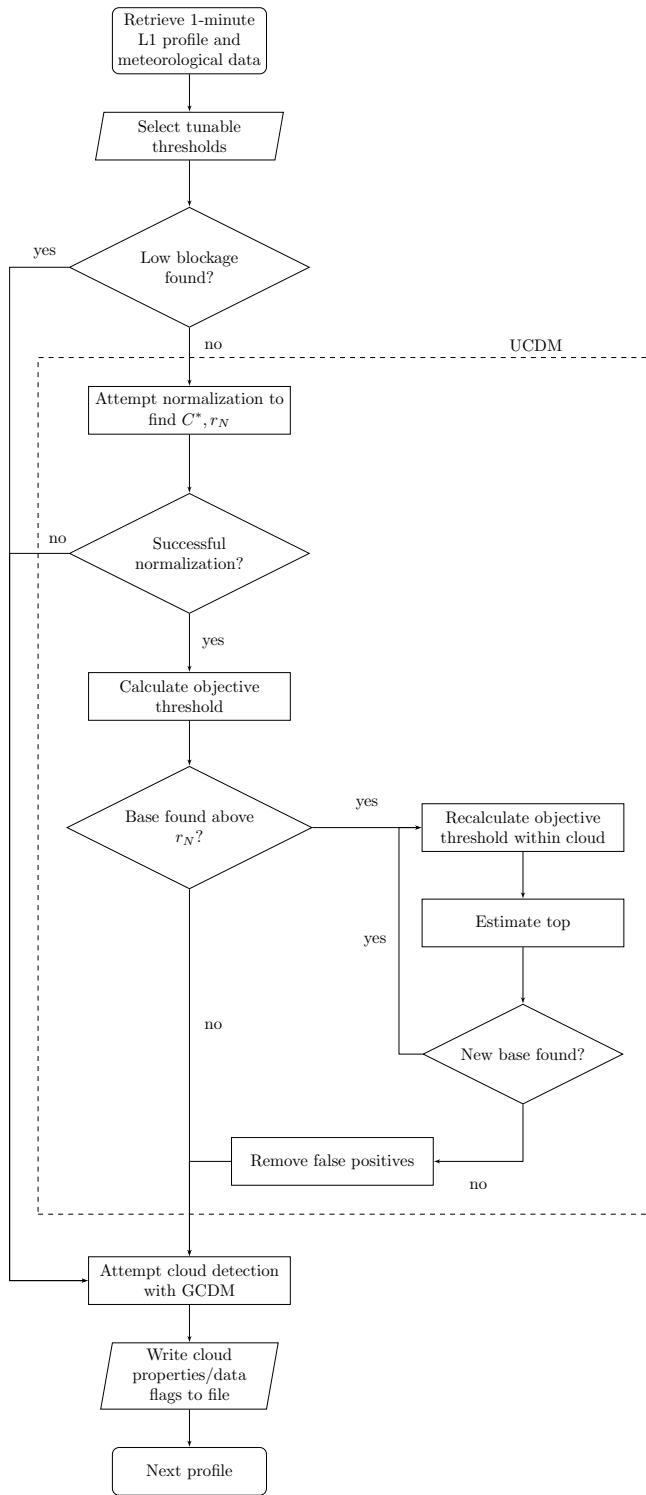 Retrieve 1-minute
L1 profile and
meteorological data
Select tunable
thresholds
yes
Low blockage
found?
no
UCDM
Attempt normalization to
find C*, r_N
no
Successful
normalization?
yes
Calculate objective
threshold
Base found above
r_N?
yes
Recalculate objective
threshold within cloud
yes
Estimate top
no
New base found?
Remove false positives
no
Attempt cloud detection
with GCDM
Write cloud
properties/data
flags to file
Next profile